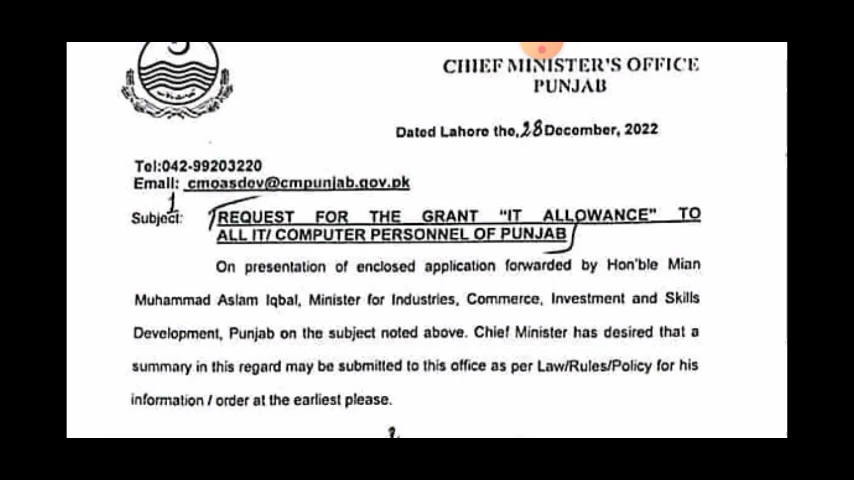 CHIEF MINISTER'S OFFICE
PUNJAB
Dated Lahore the, 28 December, 2022
Tel:042-99203220
Email: cmoasdev@cmpunjab.gov.pk
Subject: REQUEST FOR THE GRANT "IT ALLOWANCE" TO
ALL IT/ COMPUTER PERSONNEL OF PUNJAB
On presentation of enclosed application forwarded by Hon'ble Mian
Muhammad Aslam Iqbal, Minister for Industries, Commerce, Investment and Skills
Development, Punjab on the subject noted above. Chief Minister has desired that a
summary in this regard may be submitted to this office as per Law/Rules/Policy for his
information / order at the earliest please.